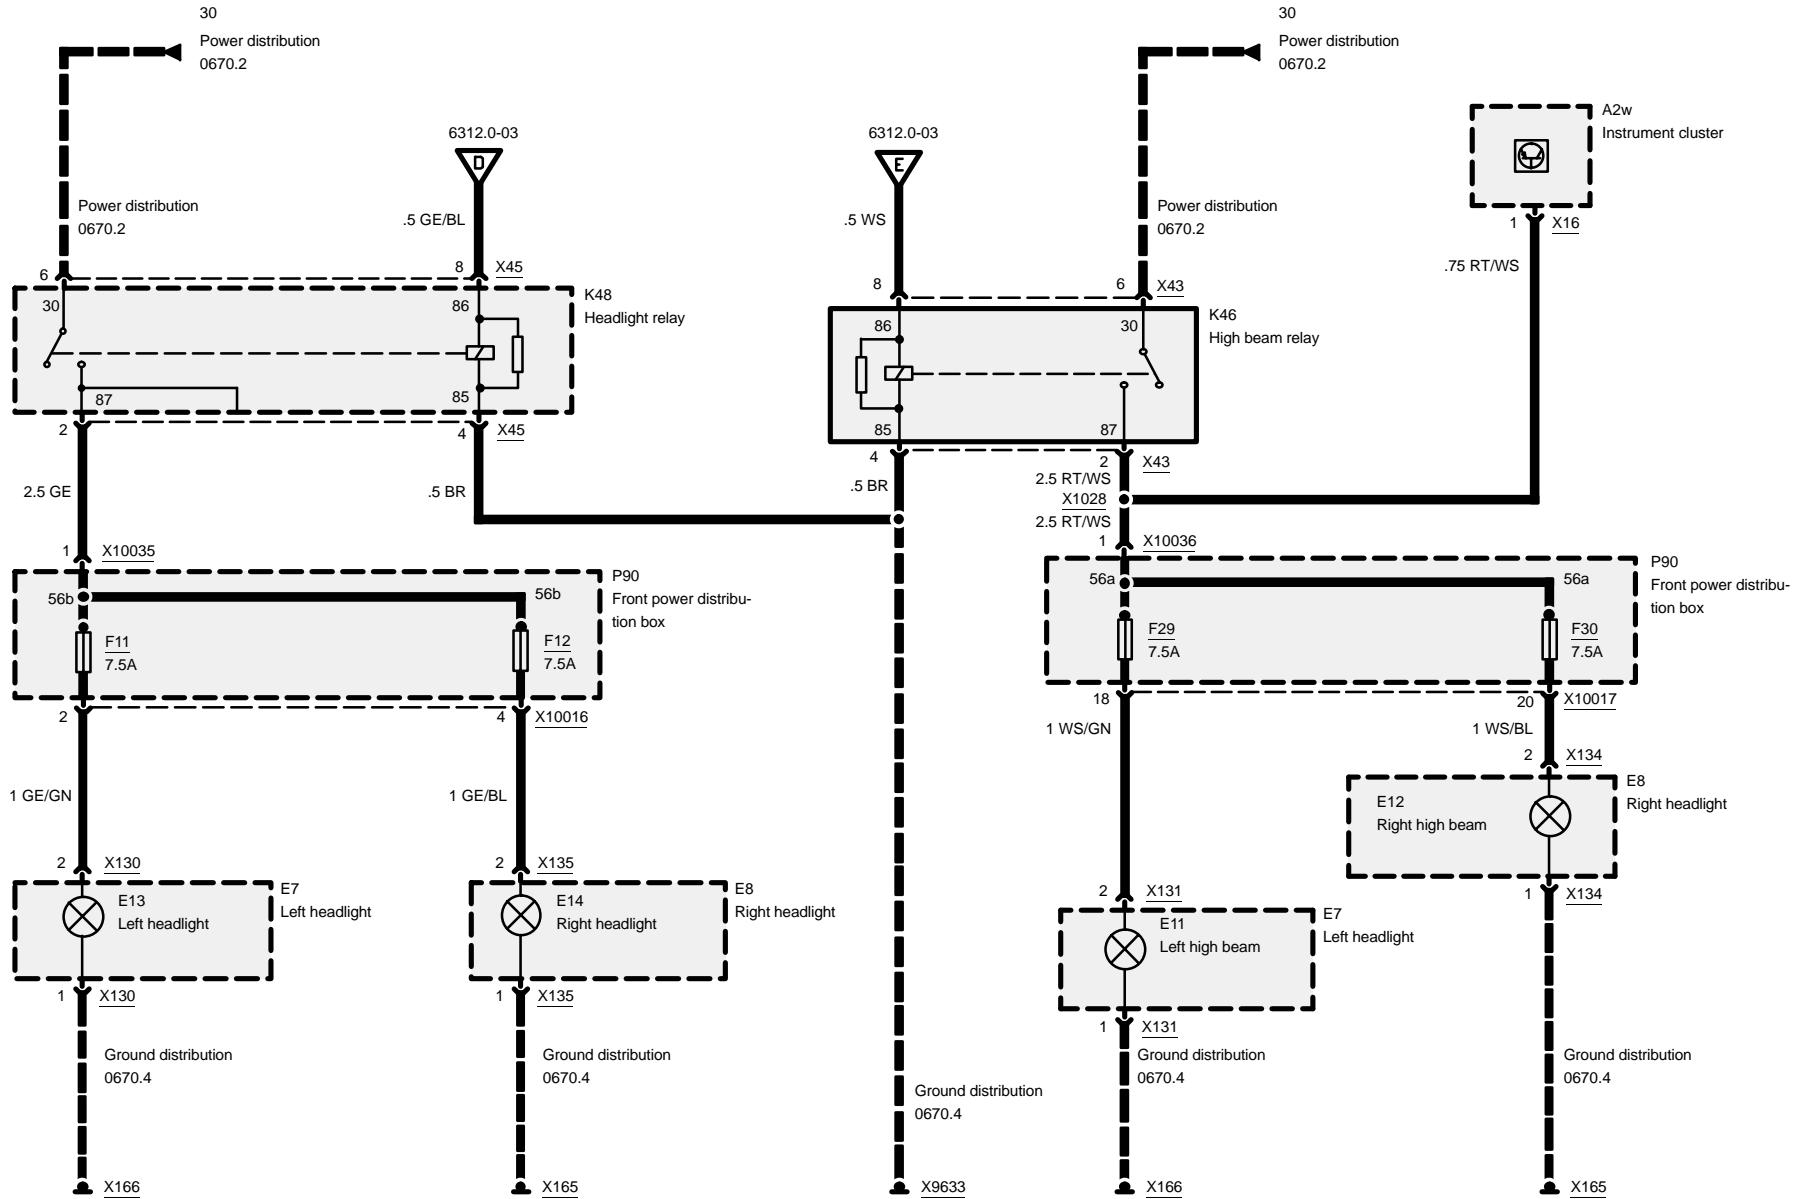 30
Power distribution
0670.2
30
Power distribution
0670.2
A2w
Instrument cluster
6312.0-03
D
6312.0-03
E
Power distribution
0670.2
.5 GE/BL
.5 WS
Power distribution
0670.2
1
X16
.75 RT/WS
6
8
X45
8
6
X43
30
86
K48
Headlight relay
86
30
K46
High beam relay
87
85
85
87
2
4
X45
4
2
X43
2.5 GE
.5 BR
.5 BR
2.5 RT/WS
X1028
2.5 RT/WS
1
X10035
1
X10036
56b
56b
P90
Front power distribu-
tion box
F11
7.5A
F12
7.5A
56a
56a
P90
Front power distribu-
tion box
F29
7.5A
F30
7.5A
2
4
X10016
18
20
X10017
1 WS/GN
1 WS/BL
2
X134
1 GE/GN
1 GE/BL
E12
Right high beam
E8
Right headlight
2
X130
2
X135
2
X131
1
X134
E13
Left headlight
E7
Left headlight
E14
Right headlight
E8
Right headlight
E11
Left high beam
E7
Left headlight
1
X130
1
X135
1
X131
Ground distribution
0670.4
Ground distribution
0670.4
Ground distribution
0670.4
Ground distribution
0670.4
Ground distribution
0670.4
X166
X165
X9633
X166
X165